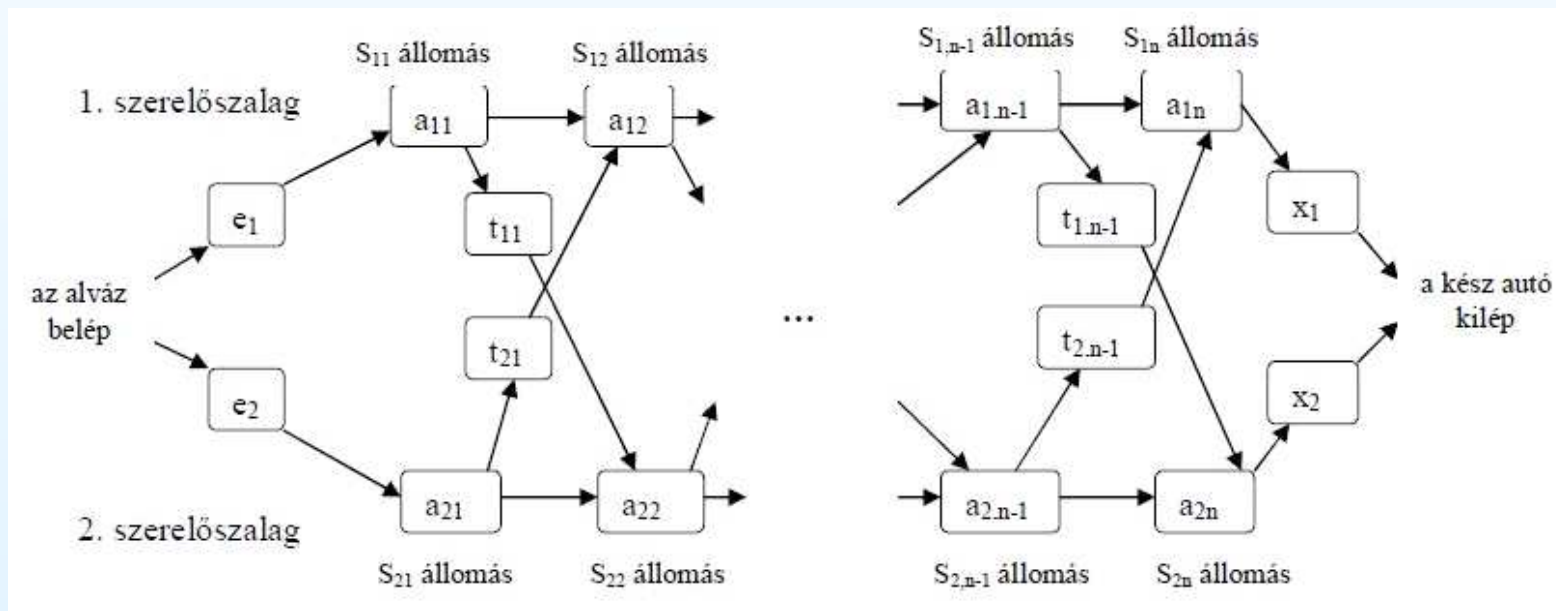 S₁₁ állomás S₁₂ állomás S₁,ₙ₋₁ állomás S₁ₙ állomás
1. szerelőszalag
a₁₁ a₁₂ a₁.ₙ₋₁ a₁ₙ
e₁ t₁₁ t₁.ₙ₋₁ x₁
az alváz
belép
a kész autó
kilép
...
t₂₁ t₂.ₙ₋₁
e₂ x₂
a₂₁ a₂₂ a₂.ₙ₋₁ a₂ₙ
2. szerelőszalag
S₂₁ állomás S₂₂ állomás S₂,ₙ₋₁ állomás S₂ₙ állomás